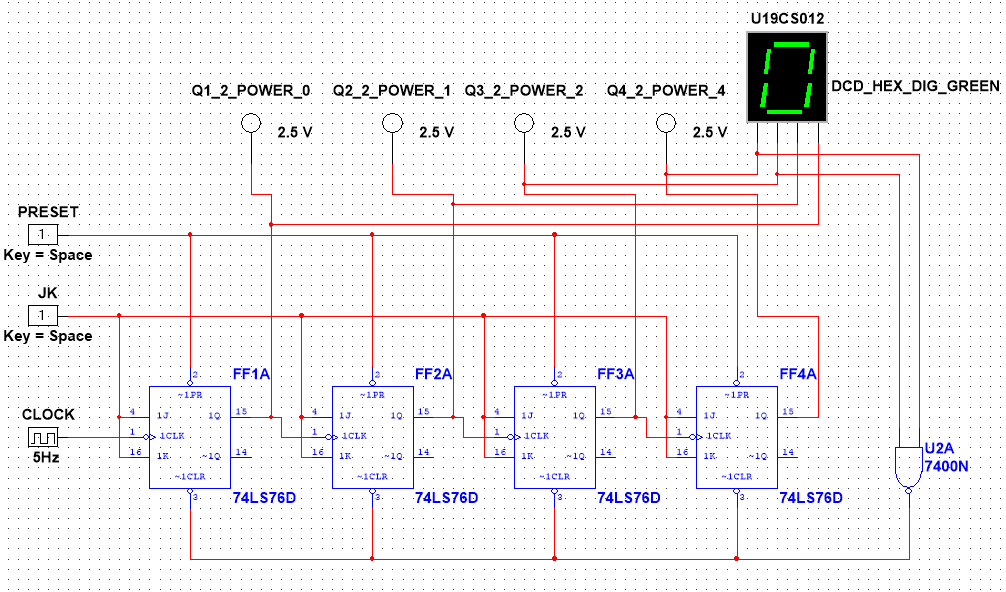 U19CS012
DCD_HEX_DIG_GREEN
Q1_2_POWER_0 Q2_2_POWER_1 Q3_2_POWER_2 Q4_2_POWER_4
2.5 V 2.5 V 2.5 V 2.5 V
PRESET
1
Key = Space
JK
1
Key = Space
CLOCK
5Hz
FF1A
2
~1PR
4 1J 1Q 15
1 1CLK
16 1K ~1Q 14
~1CLR
3
74LS76D
FF2A
2
~1PR
4 1J 1Q 15
1 1CLK
16 1K ~1Q 14
~1CLR
3
74LS76D
FF3A
2
~1PR
4 1J 1Q 15
1 1CLK
16 1K ~1Q 14
~1CLR
3
74LS76D
FF4A
2
~1PR
4 1J 1Q 15
1 1CLK
16 1K ~1Q 14
~1CLR
3
74LS76D
U2A
7400N
0